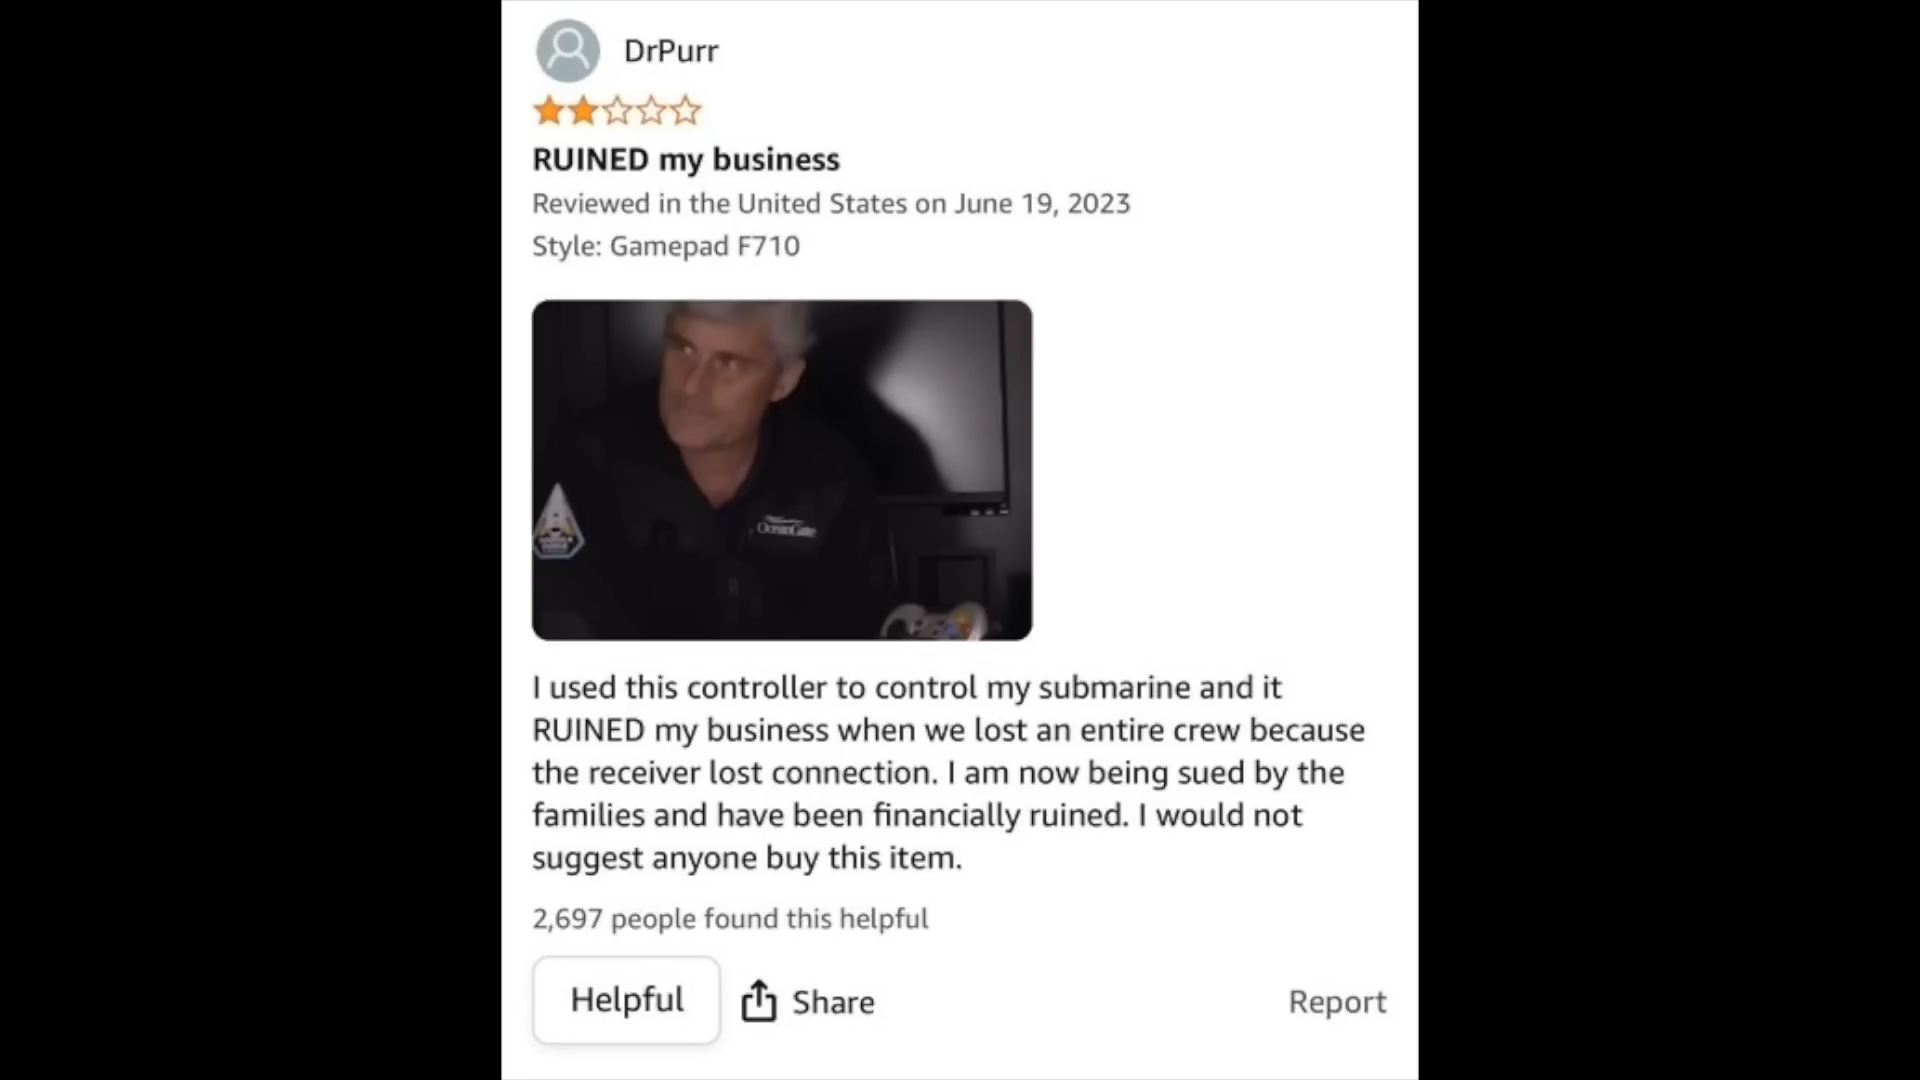 DrPurr
RUINED my business
Reviewed in the United States on June 19, 2023
Style: Gamepad F710
OceanGate
I used this controller to control my submarine and it
RUINED my business when we lost an entire crew because
the receiver lost connection. I am now being sued by the
families and have been financially ruined. I would not
suggest anyone buy this item.
2,697 people found this helpful
Helpful
Share
Report